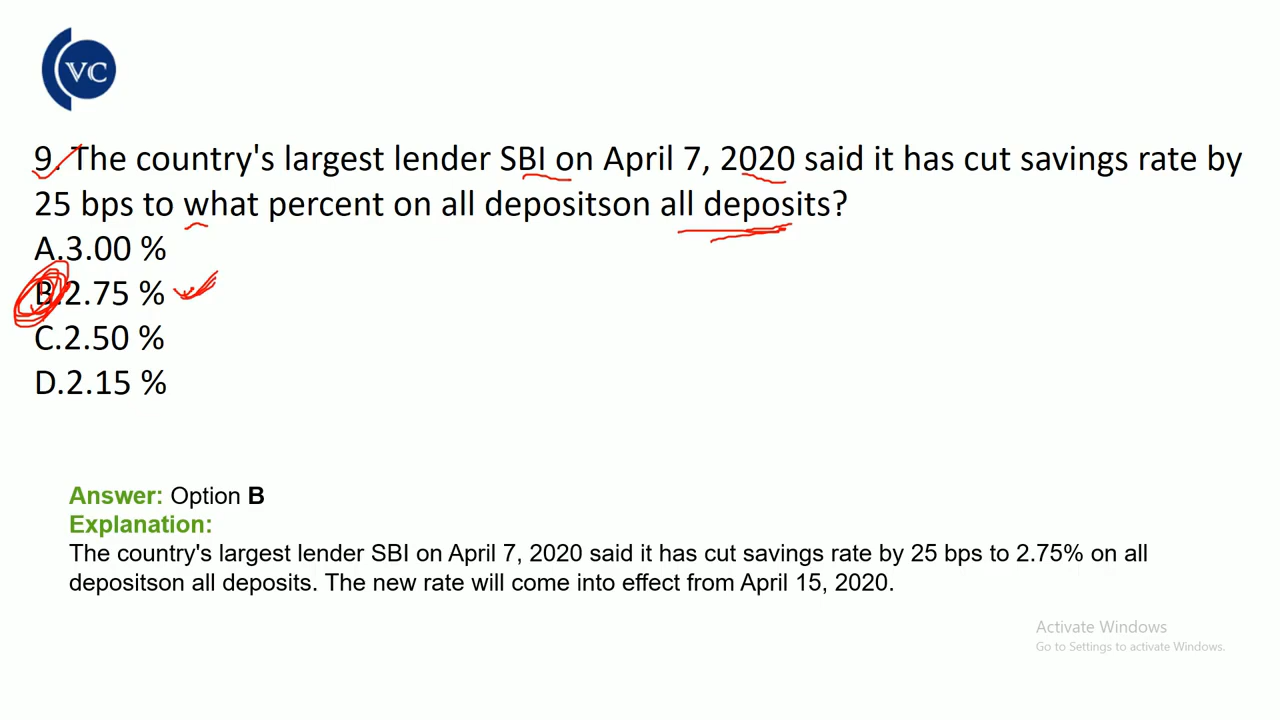 VC
9. The country's largest lender SBI on April 7, 2020 said it has cut savings rate by
25 bps to what percent on all depositson all deposits?
A.3.00 %
B.2.75 %
C.2.50 %
D.2.15 %
Answer: Option B
Explanation:
The country's largest lender SBI on April 7, 2020 said it has cut savings rate by 25 bps to 2.75% on all
depositson all deposits. The new rate will come into effect from April 15, 2020.
Activate Windows
Go to Settings to activate Windows.